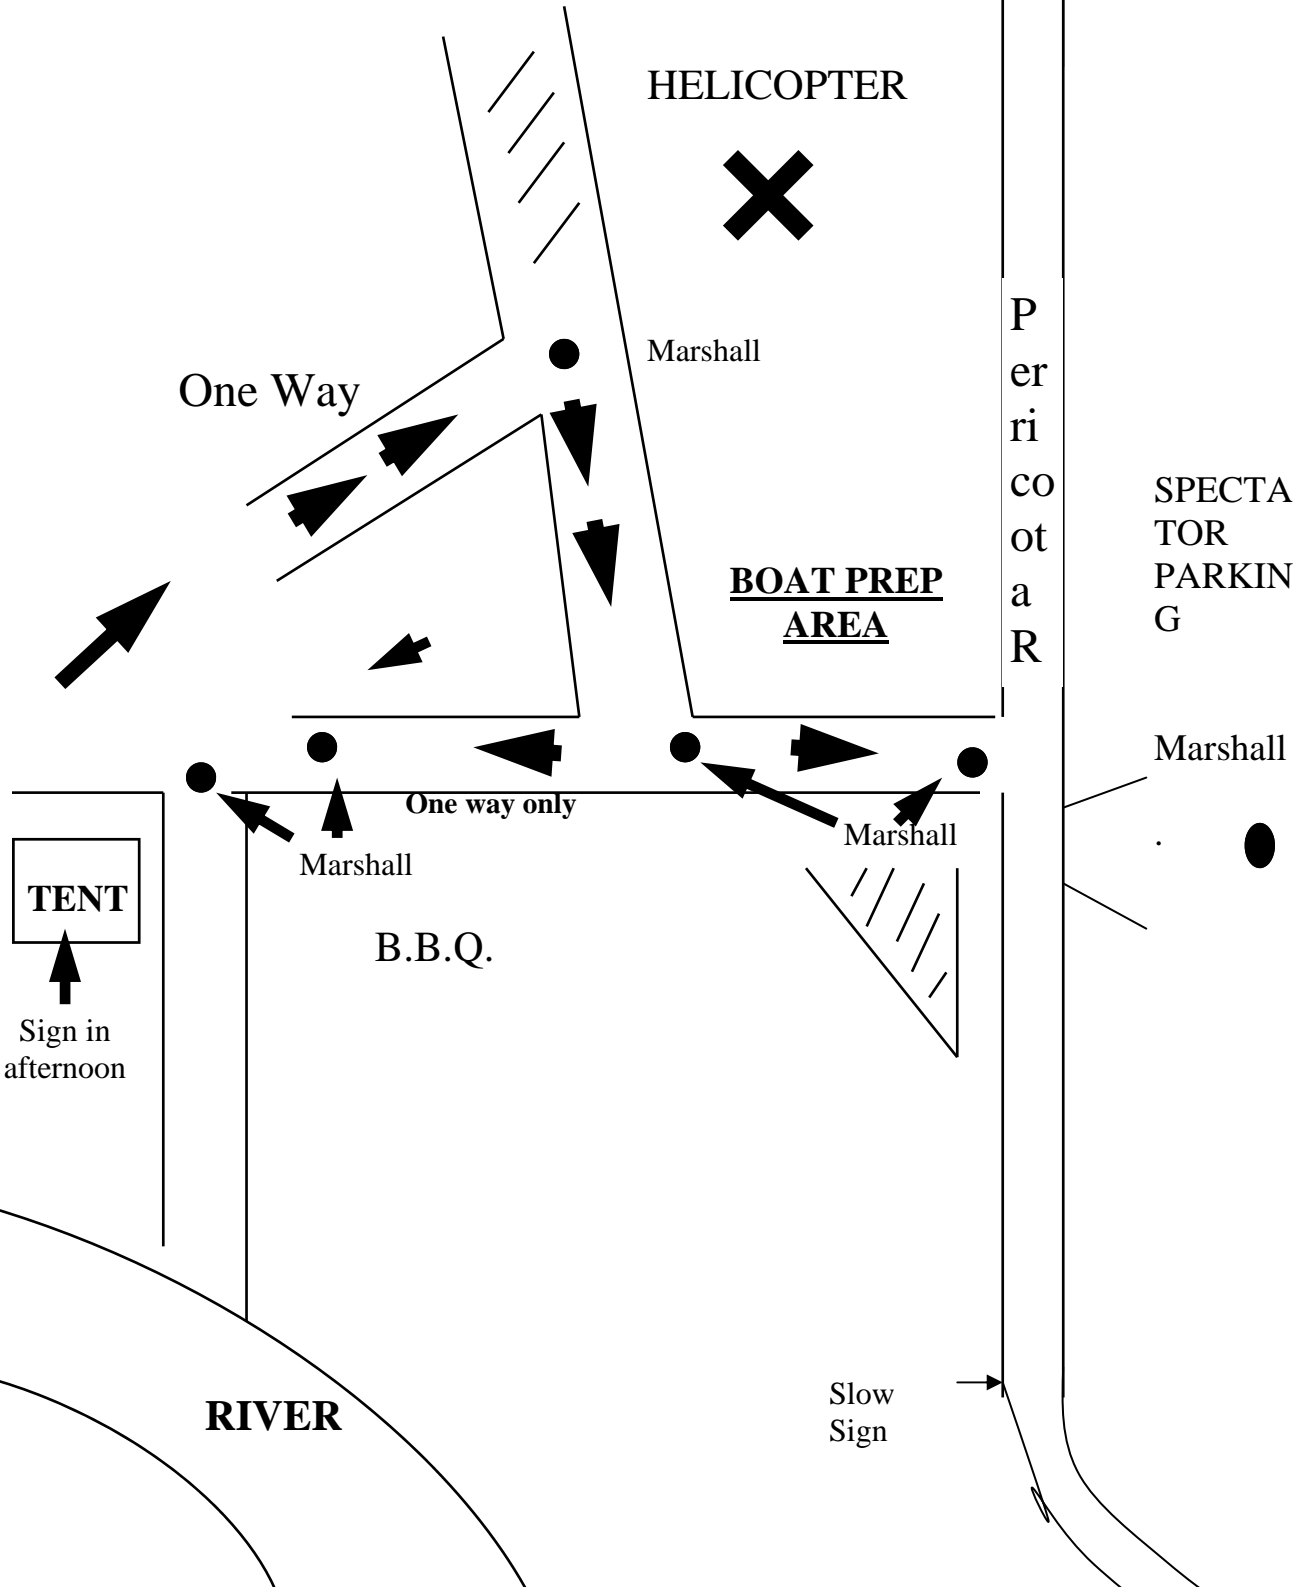 HELICOPTER
Marshall
One Way
P
er
ri
co
ot
a
R
SPECTA
TOR
PARKIN
G
BOAT PREP
AREA
Marshall
One way only
Marshall
.
Marshall
TENT
B.B.Q.
Sign in
afternoon
Slow
Sign
RIVER